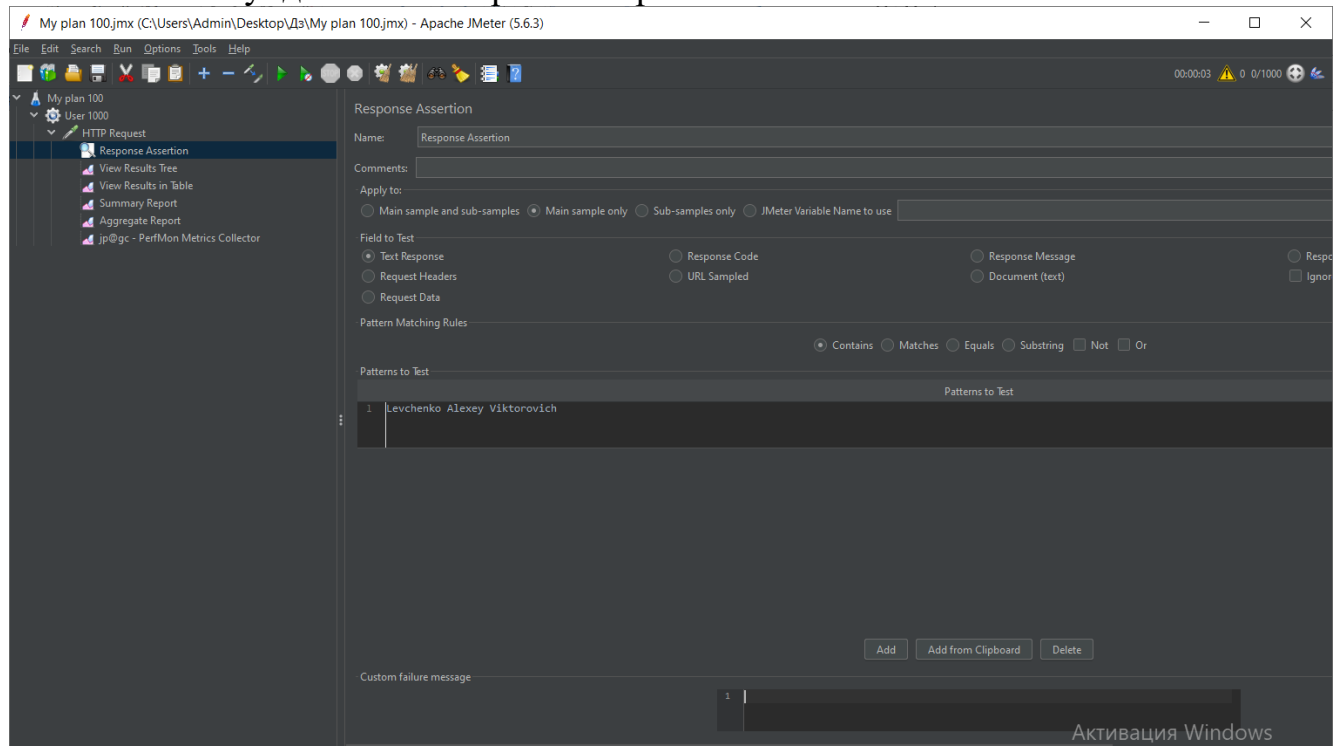 My plan 100.jmx (C:\Users\Admin\Desktop\Дз\My plan 100.jmx) - Apache JMeter (5.6.3)
File Edit Search Run Options Tools Help
00:00:03 0 0/1000
My plan 100
User 1000
HTTP Request
Response Assertion
View Results Tree
View Results in Table
Summary Report
Aggregate Report
jp@gc - PerfMon Metrics Collector
Response Assertion
Name: Response Assertion
Comments:
Apply to:
Main sample and sub-samples Main sample only Sub-samples only JMeter Variable Name to use
Field to Test
Text Response Response Code Response Message Respo
Request Headers URL Sampled Document (text) Ignor
Request Data
Pattern Matching Rules
Contains Matches Equals Substring Not Or
Patterns to Test
Patterns to Test
1 Levchenko Alexey Viktorovich
Add Add from Clipboard Delete
Custom failure message
1
Активация Windows